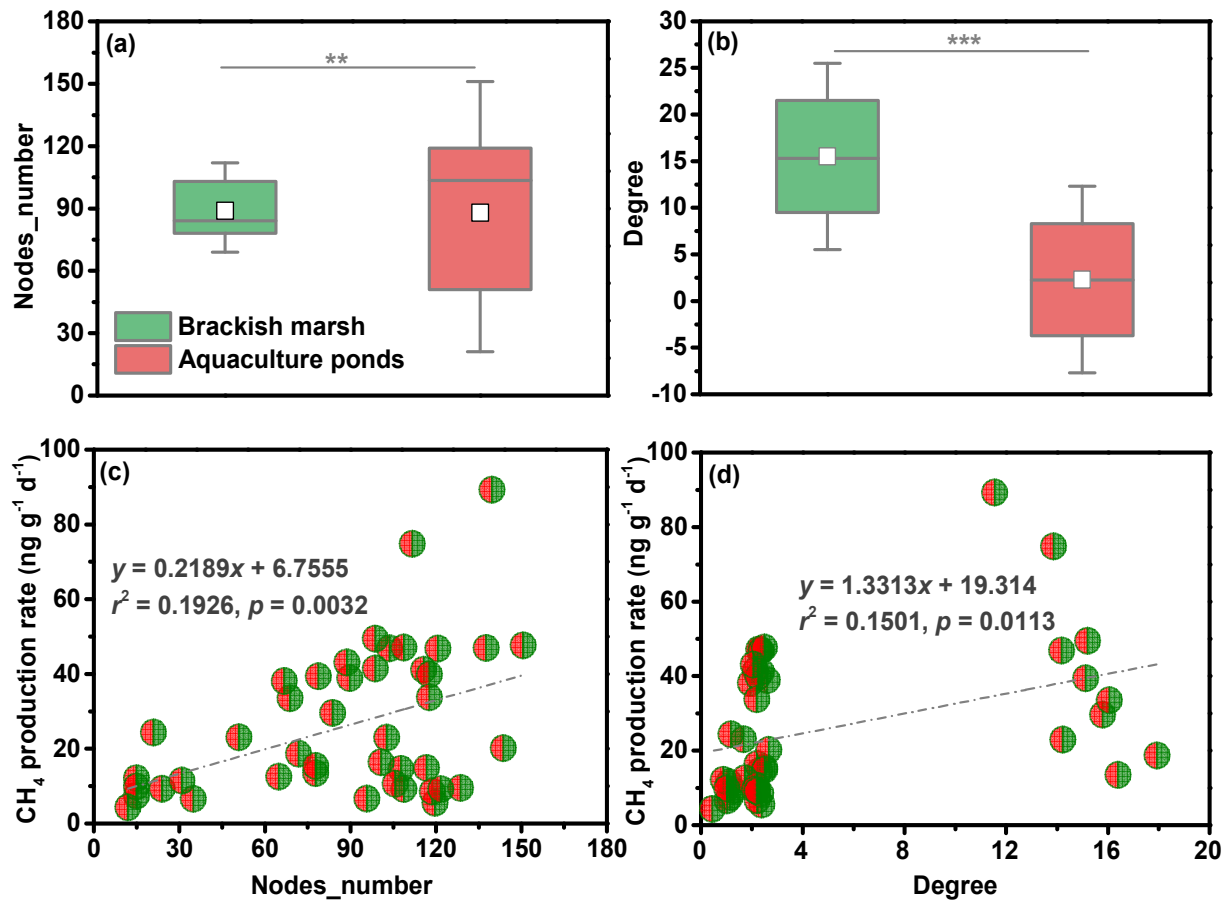 (a)
**
Nodes_number
180
150
120
90
60
30
0
Brackish marsh
Aquaculture ponds
(b)
***
Degree
30
25
20
15
10
5
0
-5
-10
(c)
CH₄ production rate (ng g⁻¹ d⁻¹)
100
80
60
40
20
0
y = 0.2189x + 6.7555
r² = 0.1926, p = 0.0032
0 30 60 90 120 150 180
Nodes_number
(d)
CH₄ production rate (ng g⁻¹ d⁻¹)
100
80
60
40
20
0
y = 1.3313x + 19.314
r² = 0.1501, p = 0.0113
0 4 8 12 16 20
Degree